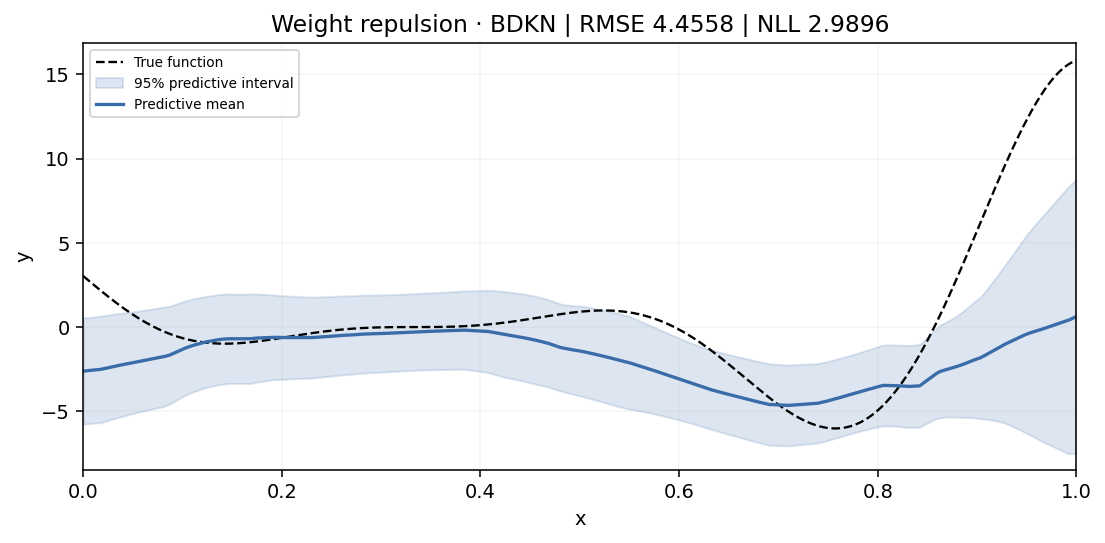 Weight repulsion · BDKN | RMSE 4.4558 | NLL 2.9896
True function
95% predictive interval
Predictive mean
15
10
5
0
−5
y
0.0 0.2 0.4 0.6 0.8 1.0
x